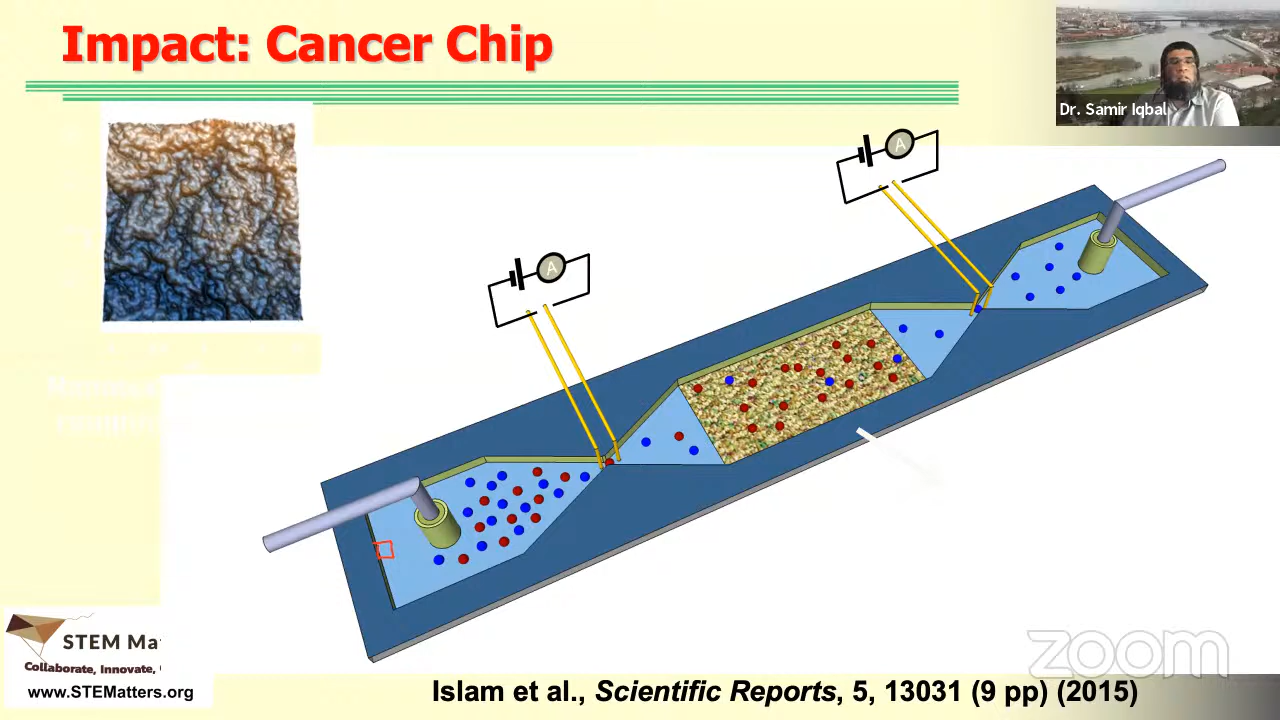 Impact: Cancer Chip
Dr. Samir Iqbal
A
A
STEM Ma
Collaborate, Innovate,
www.STEMatters.org
zoom
Islam et al., Scientific Reports, 5, 13031 (9 pp) (2015)